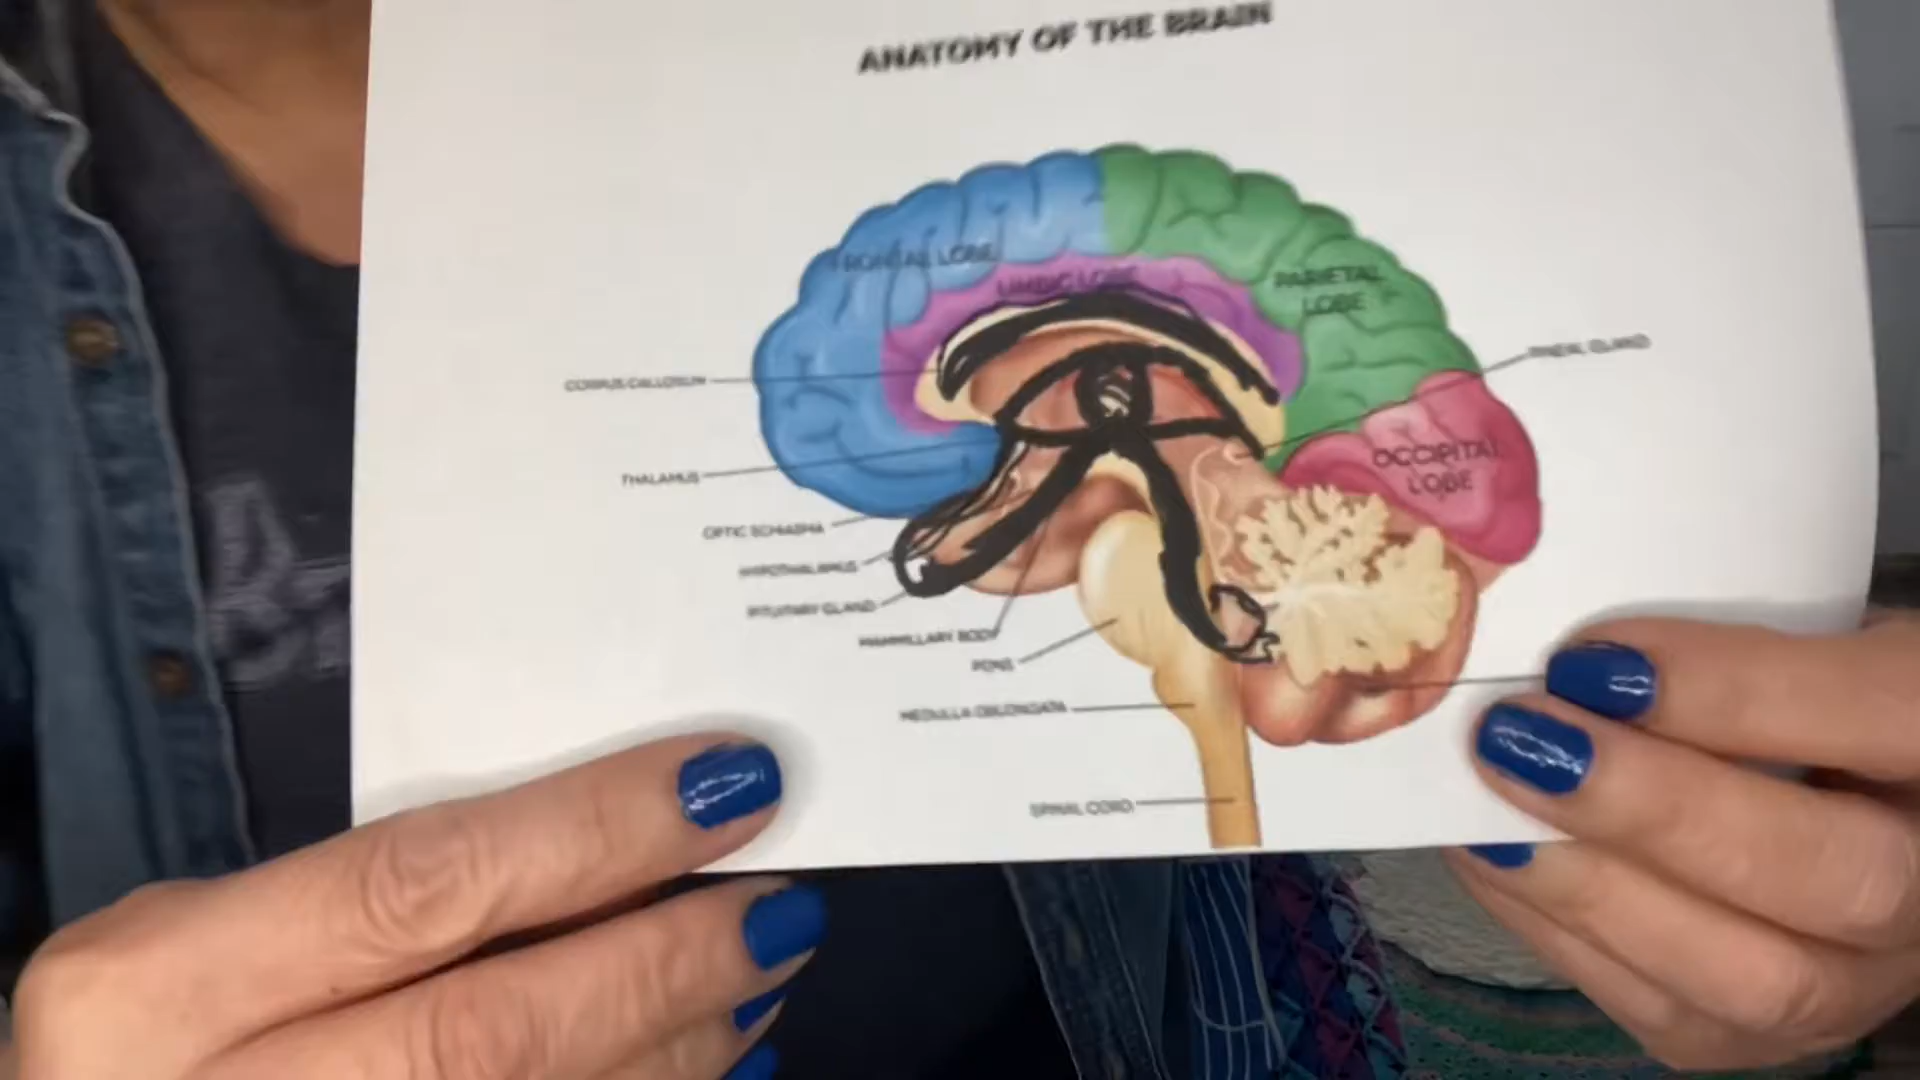 ANATOMY OF THE BRAIN
FRONTAL LOBE
LIMBIC LOBE
PARIETAL
LOBE
PINEAL GLAND
CORPUS CALLOSUM
OCCIPITAL
LOBE
THALAMUS
OPTIC SCHIASMA
HYPOTHALAMUS
PITUITARY GLAND
MAMMILLARY BODY
PONS
MEDULLA OBLONGATA
SPINAL CORD